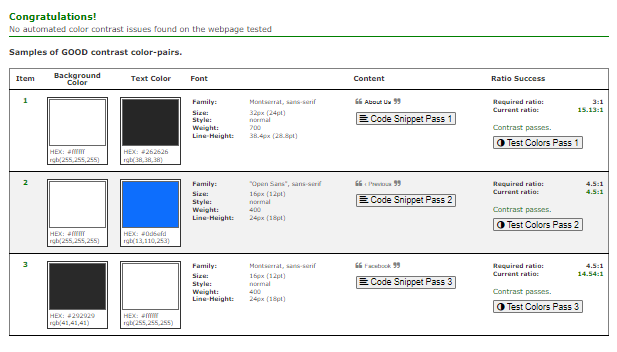 Congratulations!
No automated color contrast issues found on the webpage tested
Samples of GOOD contrast color-pairs.
Item Background Color Text Color Font Content Ratio Success
1
HEX: #ffffff
rgb(255,255,255)
HEX: #262626
rgb(38,38,38)
Family: Montserrat, sans-serif
Size: 32px (24pt)
Style: normal
Weight: 700
Line-Height: 38.4px (28.8pt)
❝ About Us ❞
Code Snippet Pass 1
Required ratio: 3:1
Current ratio: 15.13:1
Contrast passes.
Test Colors Pass 1
2
HEX: #ffffff
rgb(255,255,255)
HEX: #0d6efd
rgb(13,110,253)
Family: "Open Sans", sans-serif
Size: 16px (12pt)
Style: normal
Weight: 400
Line-Height: 24px (18pt)
❝ ‹ Previous ❞
Code Snippet Pass 2
Required ratio: 4.5:1
Current ratio: 4.5:1
Contrast passes.
Test Colors Pass 2
3
HEX: #292929
rgb(41,41,41)
HEX: #ffffff
rgb(255,255,255)
Family: Montserrat, sans-serif
Size: 16px (12pt)
Style: normal
Weight: 400
Line-Height: 24px (18pt)
❝ Facebook ❞
Code Snippet Pass 3
Required ratio: 4.5:1
Current ratio: 14.54:1
Contrast passes.
Test Colors Pass 3